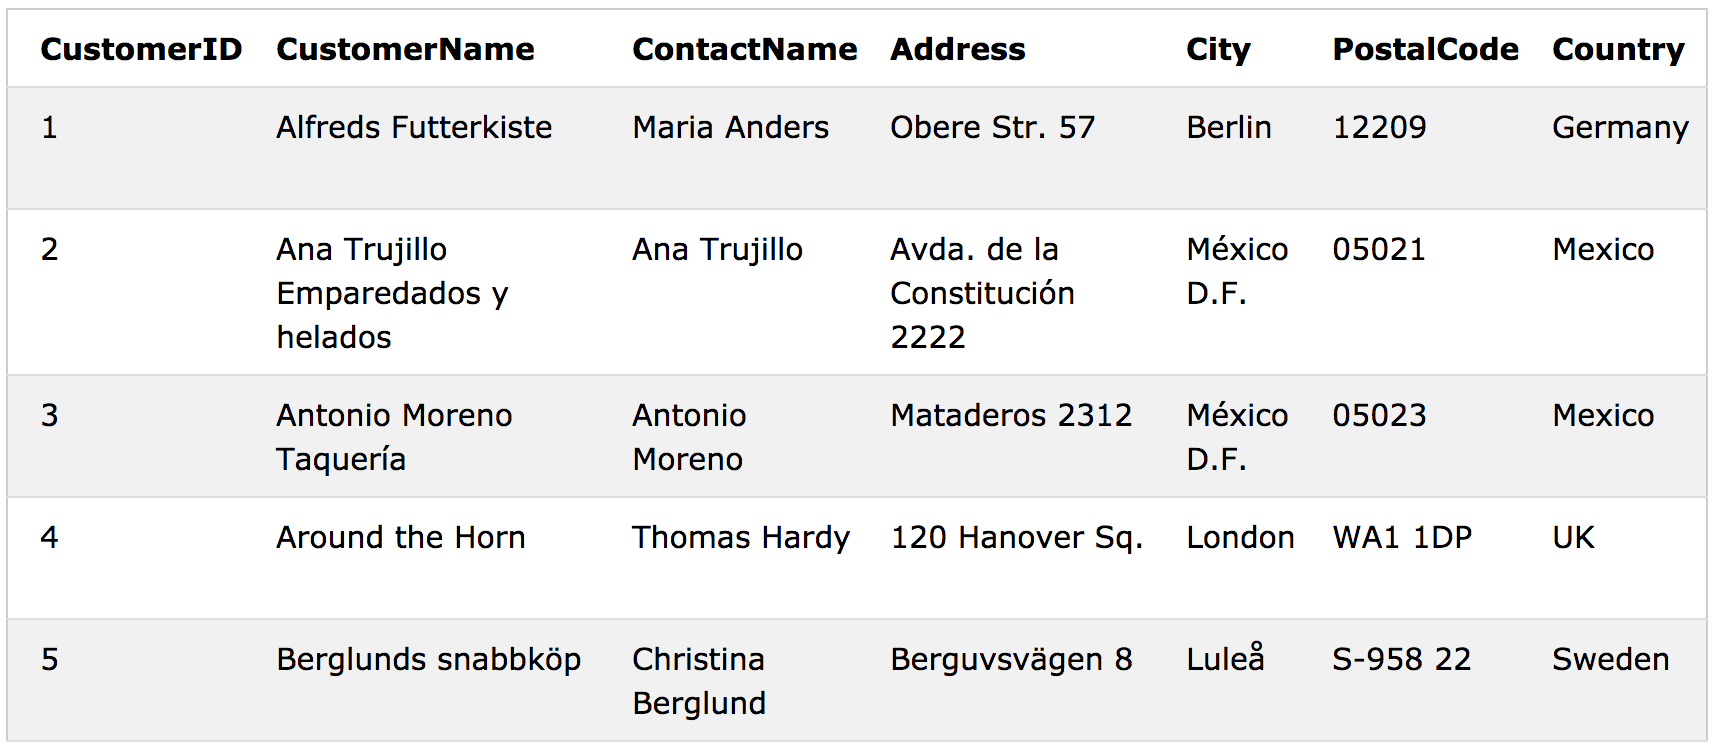 CustomerID CustomerName ContactName Address City PostalCode Country
1 Alfreds Futterkiste Maria Anders Obere Str. 57 Berlin 12209 Germany
2 Ana Trujillo Ana Trujillo Avda. de la México 05021 Mexico
Emparedados y Constitución D.F.
helados 2222
3 Antonio Moreno Antonio Mataderos 2312 México 05023 Mexico
Taquería Moreno D.F.
4 Around the Horn Thomas Hardy 120 Hanover Sq. London WA1 1DP UK
5 Berglunds snabbköp Christina Berguvsvägen 8 Luleå S-958 22 Sweden
Berglund